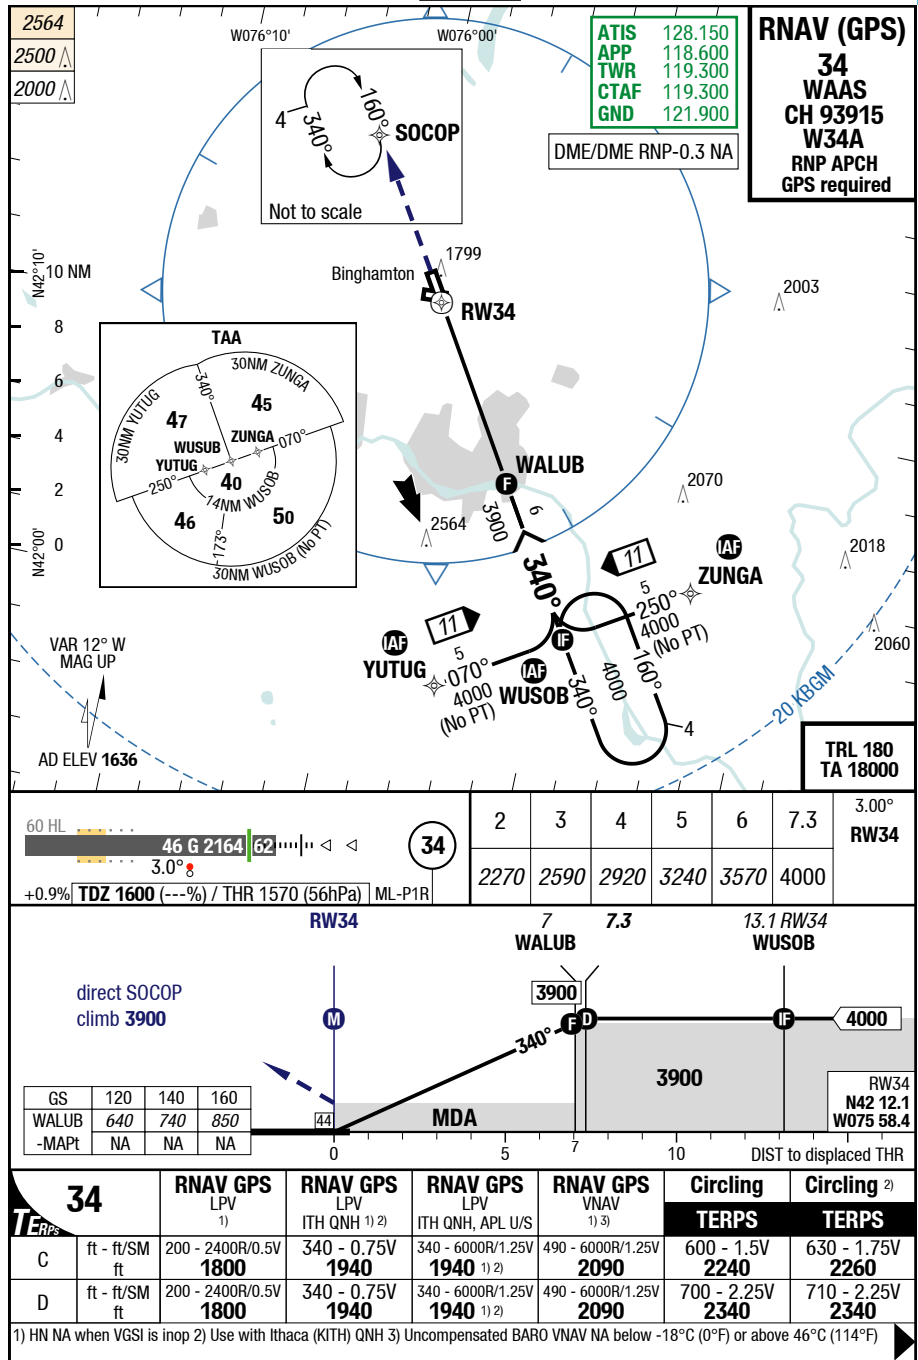 2564
2500
2000
W076°10'
W076°00'
ATIS 128.150
APP 118.600
TWR 119.300
CTAF 119.300
GND 121.900
RNAV (GPS)
34
WAAS
CH 93915
W34A
RNP APCH
GPS required
DME/DME RNP-0.3 NA
4
160°
340°
SOCOP
Not to scale
N42°10'
10 NM
8
6
4
2
0
N42°00'
Binghamton
1799
RW34
2003
TAA
30NM YUTUG
30NM ZUNGA
340°
47
45
WUSUB
ZUNGA
070°
YUTUG
250°
40
14NM WUSOB
46
50
173°
30NM WUSOB (No PT)
WALUB
F
3900
6
2070
2564
2018
2060
340°
11
IAF
ZUNGA
5
250°
4000
(No PT)
11
IAF
YUTUG
5
070°
4000
(No PT)
IF
IAF
WUSOB
340°
4000
160°
4
20 KBGM
VAR 12° W
MAG UP
AD ELEV 1636
TRL 180
TA 18000
60 HL
46 G 2164 62
3.0°
+0.9% TDZ 1600 (---%) / THR 1570 (56hPa) ML-P1R
34
2 3 4 5 6 7.3 3.00°
RW34
2270 2590 2920 3240 3570 4000
RW34
7 7.3 13.1 RW34
WALUB WUSOB
direct SOCOP
climb 3900
M
3900
F D IF 4000
340°
3900
MDA
44
RW34
N42 12.1
W075 58.4
GS 120 140 160
WALUB 640 740 850
-MAPt NA NA NA
0 5 7 10 DIST to displaced THR
TERPs 34
RNAV GPS LPV 1)
RNAV GPS LPV ITH QNH 1) 2)
RNAV GPS LPV ITH QNH, APL U/S
RNAV GPS VNAV 1) 3)
Circling TERPS
Circling 2) TERPS
C ft - ft/SM 200 - 2400R/0.5V 340 - 0.75V 340 - 6000R/1.25V 490 - 6000R/1.25V 600 - 1.5V 630 - 1.75V
ft 1800 1940 1940 1) 2) 2090 2240 2260
D ft - ft/SM 200 - 2400R/0.5V 340 - 0.75V 340 - 6000R/1.25V 490 - 6000R/1.25V 700 - 2.25V 710 - 2.25V
ft 1800 1940 1940 1) 2) 2090 2340 2340
1) HN NA when VGSI is inop 2) Use with Ithaca (KITH) QNH 3) Uncompensated BARO VNAV NA below -18°C (0°F) or above 46°C (114°F)